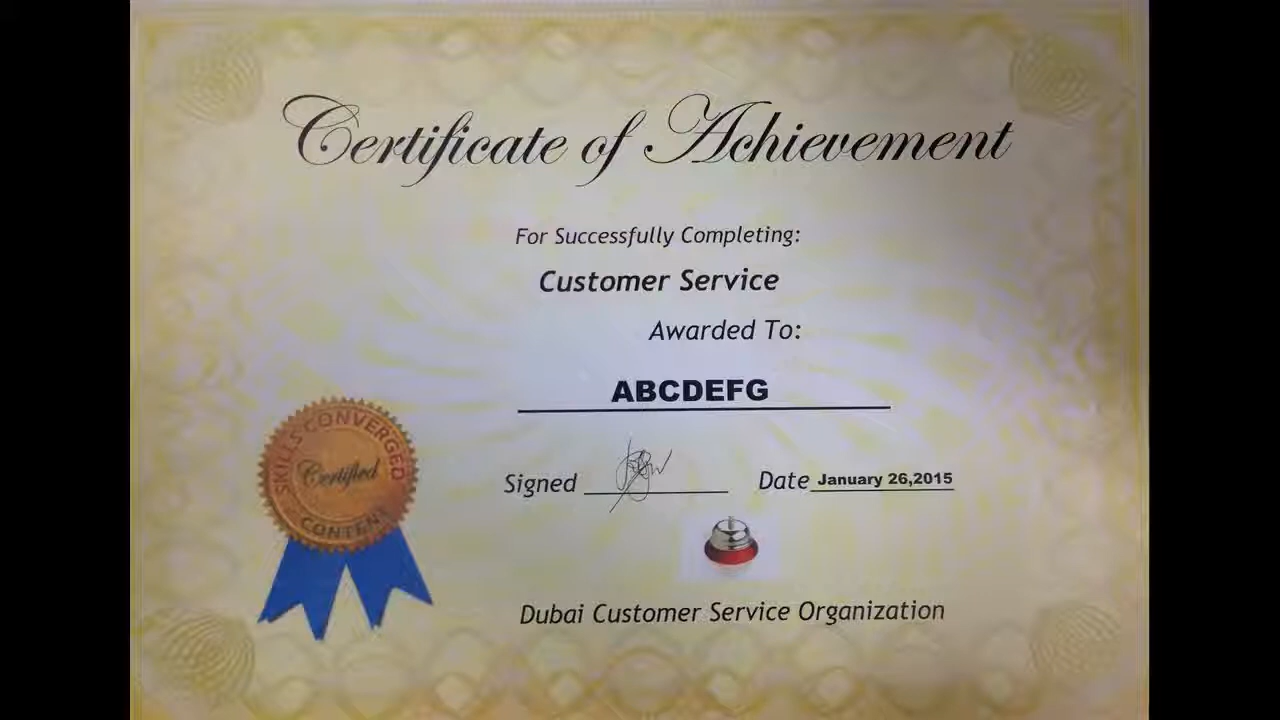 Certificate of Achievement
For Successfully Completing:
Customer Service
Awarded To:
ABCDEFG
Signed
Date January 26,2015
SKILLS CONVERGED
Certified
CONTENT
Dubai Customer Service Organization